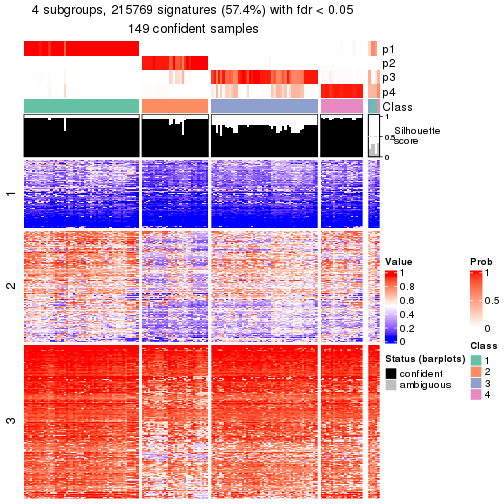 4 subgroups, 215769 signatures (57.4%) with fdr < 0.05
149 confident samples
p1
p2
p3
p4
Class
1
0.5
0
Silhouette
score
1
2
3
Value
1
0.8
0.6
0.4
0.2
0
Prob
1
0.5
0
Status (barplots)
confident
ambiguous
Class
1
2
3
4